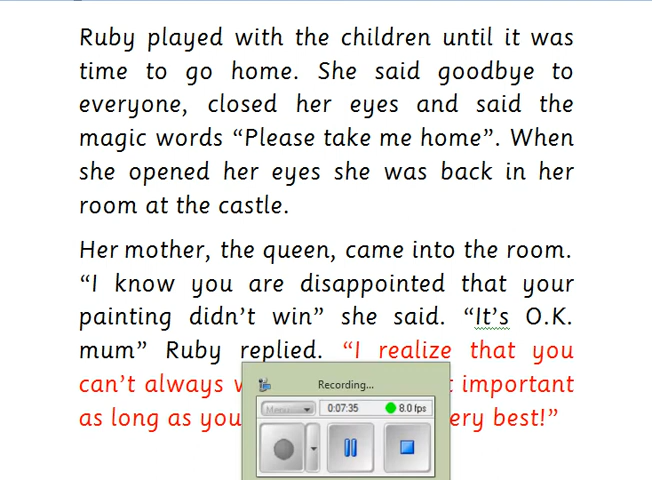 Ruby played with the children until it was
time to go home. She said goodbye to
everyone, closed her eyes and said the
magic words “Please take me home”. When
she opened her eyes she was back in her
room at the castle.
Her mother, the queen, came into the room.
“I know you are disappointed that your
painting didn’t win” she said. “It’s O.K.
mum” Ruby replied. “I realize that you
can’t always important
as long as you ery best!”
Recording...
Menu 0:07:35 8.0 fps